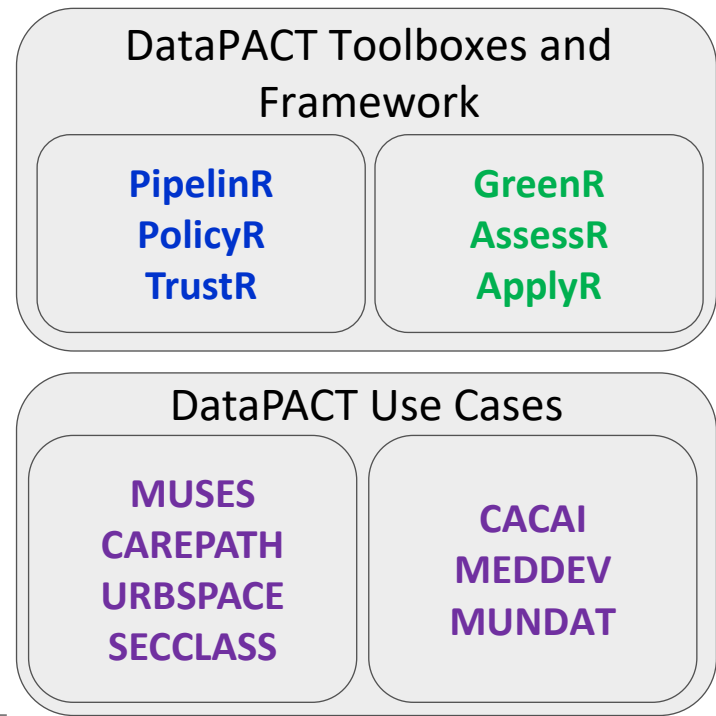 DataPACT Toolboxes and
Framework
PipelinR
PolicyR
TrustR
GreenR
AssessR
ApplyR
DataPACT Use Cases
MUSES
CAREPATH
URBSPACE
SECCLASS
CACAI
MEDDEV
MUNDAT